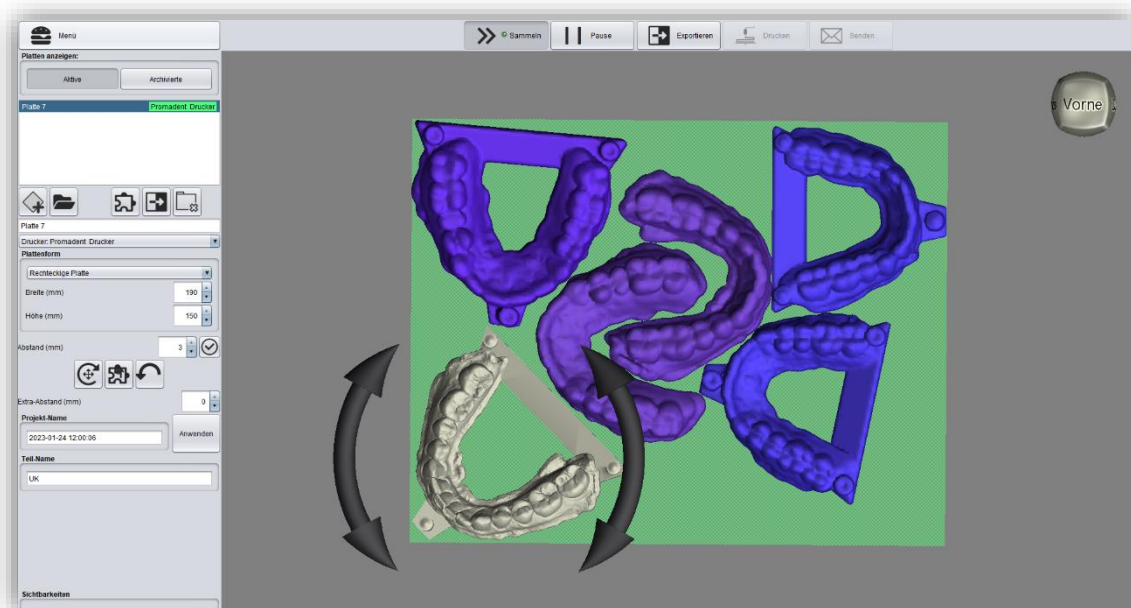 Menü
Sammeln
Pause
Exportieren
Drucken
Senden
Platten anzeigen:
Aktive
Archivierte
Platte 7
Promadent Drucker
Vorne
Platte 7
Drucker: Promadent Drucker
Plattenform
Rechteckige Platte
Breite (mm)
190
Höhe (mm)
150
Abstand (mm)
3
Extra-Abstand (mm)
0
Projekt-Name
2023-01-24 12:00:06
Anwenden
Teil-Name
UK
Sichtbarkeiten